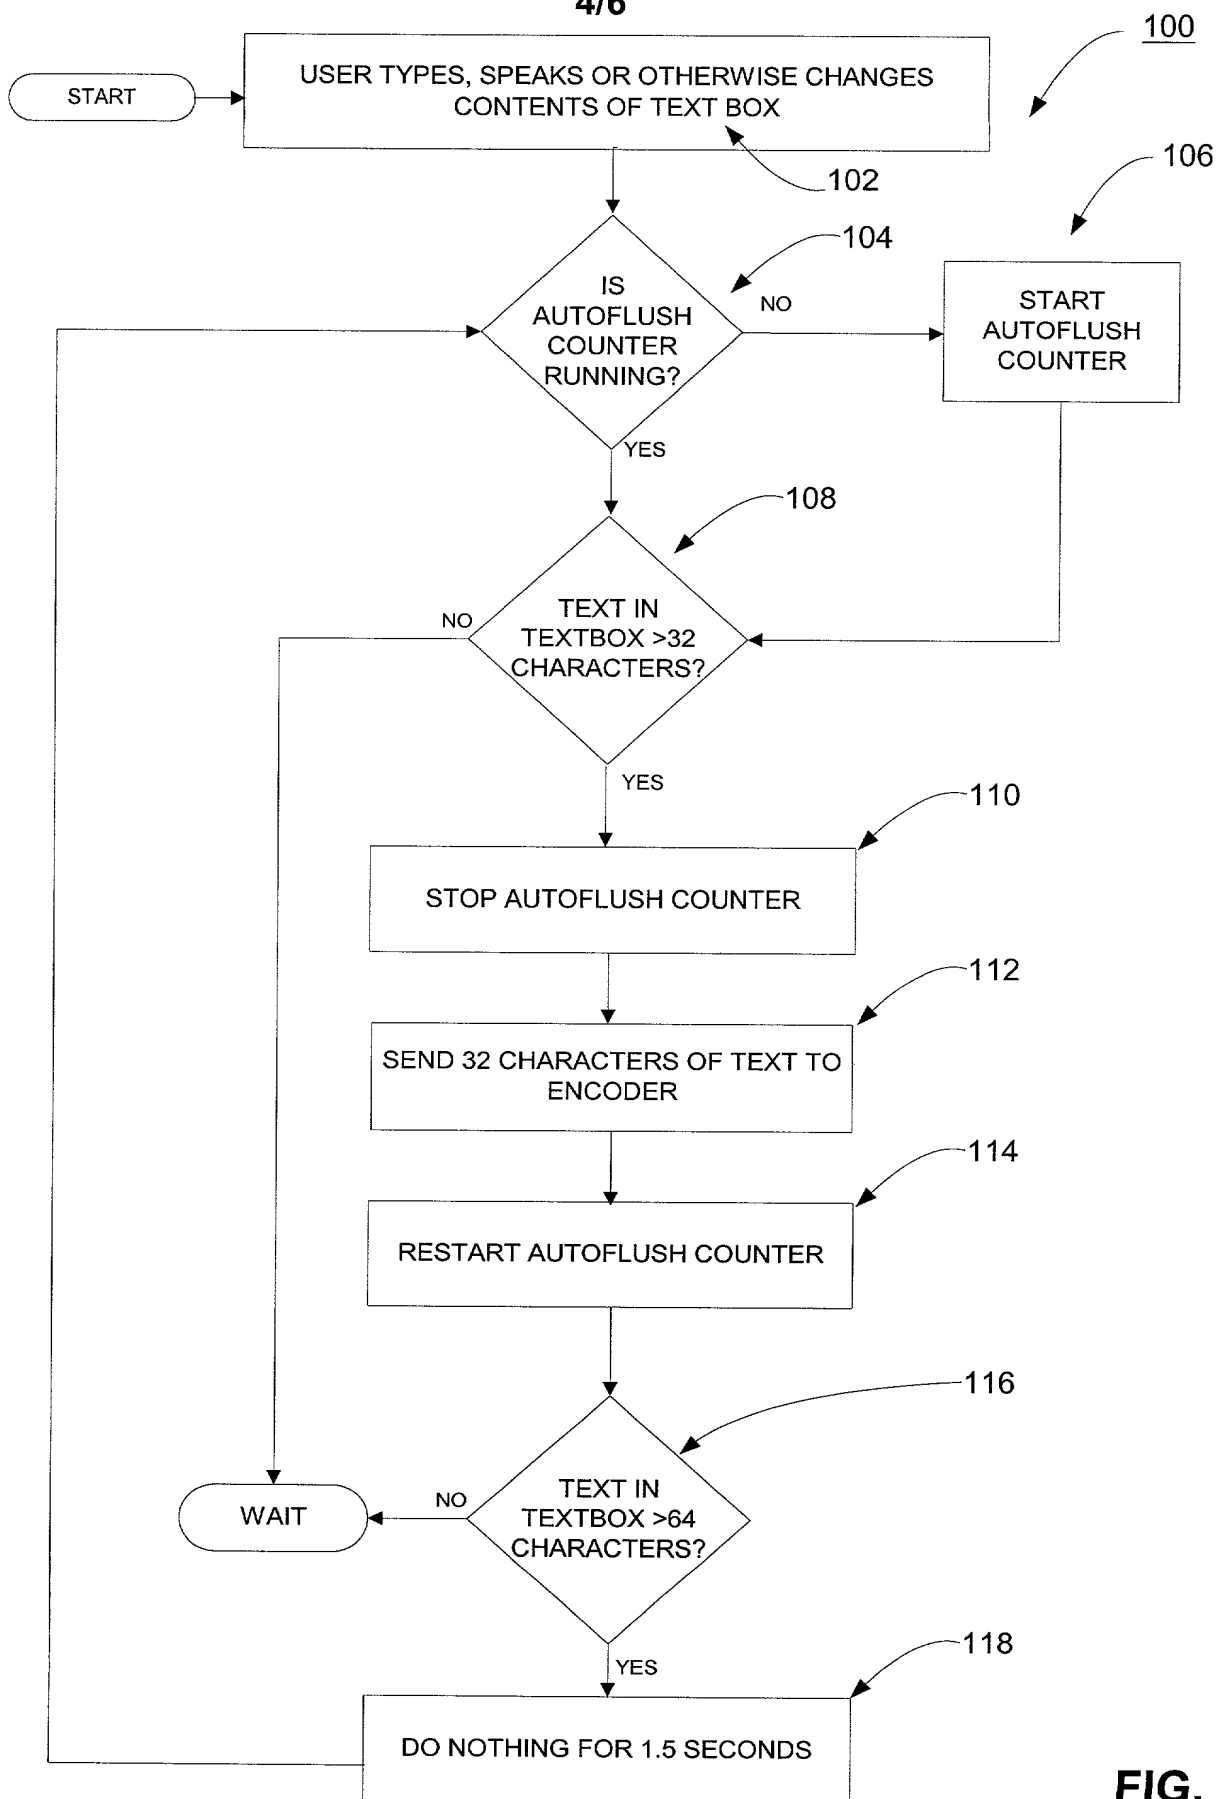 4/6
100
START
USER TYPES, SPEAKS OR OTHERWISE CHANGES
CONTENTS OF TEXT BOX
102
106
104
IS
AUTOFLUSH
COUNTER
RUNNING?
NO
START
AUTOFLUSH
COUNTER
YES
108
NO
TEXT IN
TEXTBOX >32
CHARACTERS?
YES
110
STOP AUTOFLUSH COUNTER
112
SEND 32 CHARACTERS OF TEXT TO
ENCODER
114
RESTART AUTOFLUSH COUNTER
116
WAIT
NO
TEXT IN
TEXTBOX >64
CHARACTERS?
YES
118
DO NOTHING FOR 1.5 SECONDS
FIG.